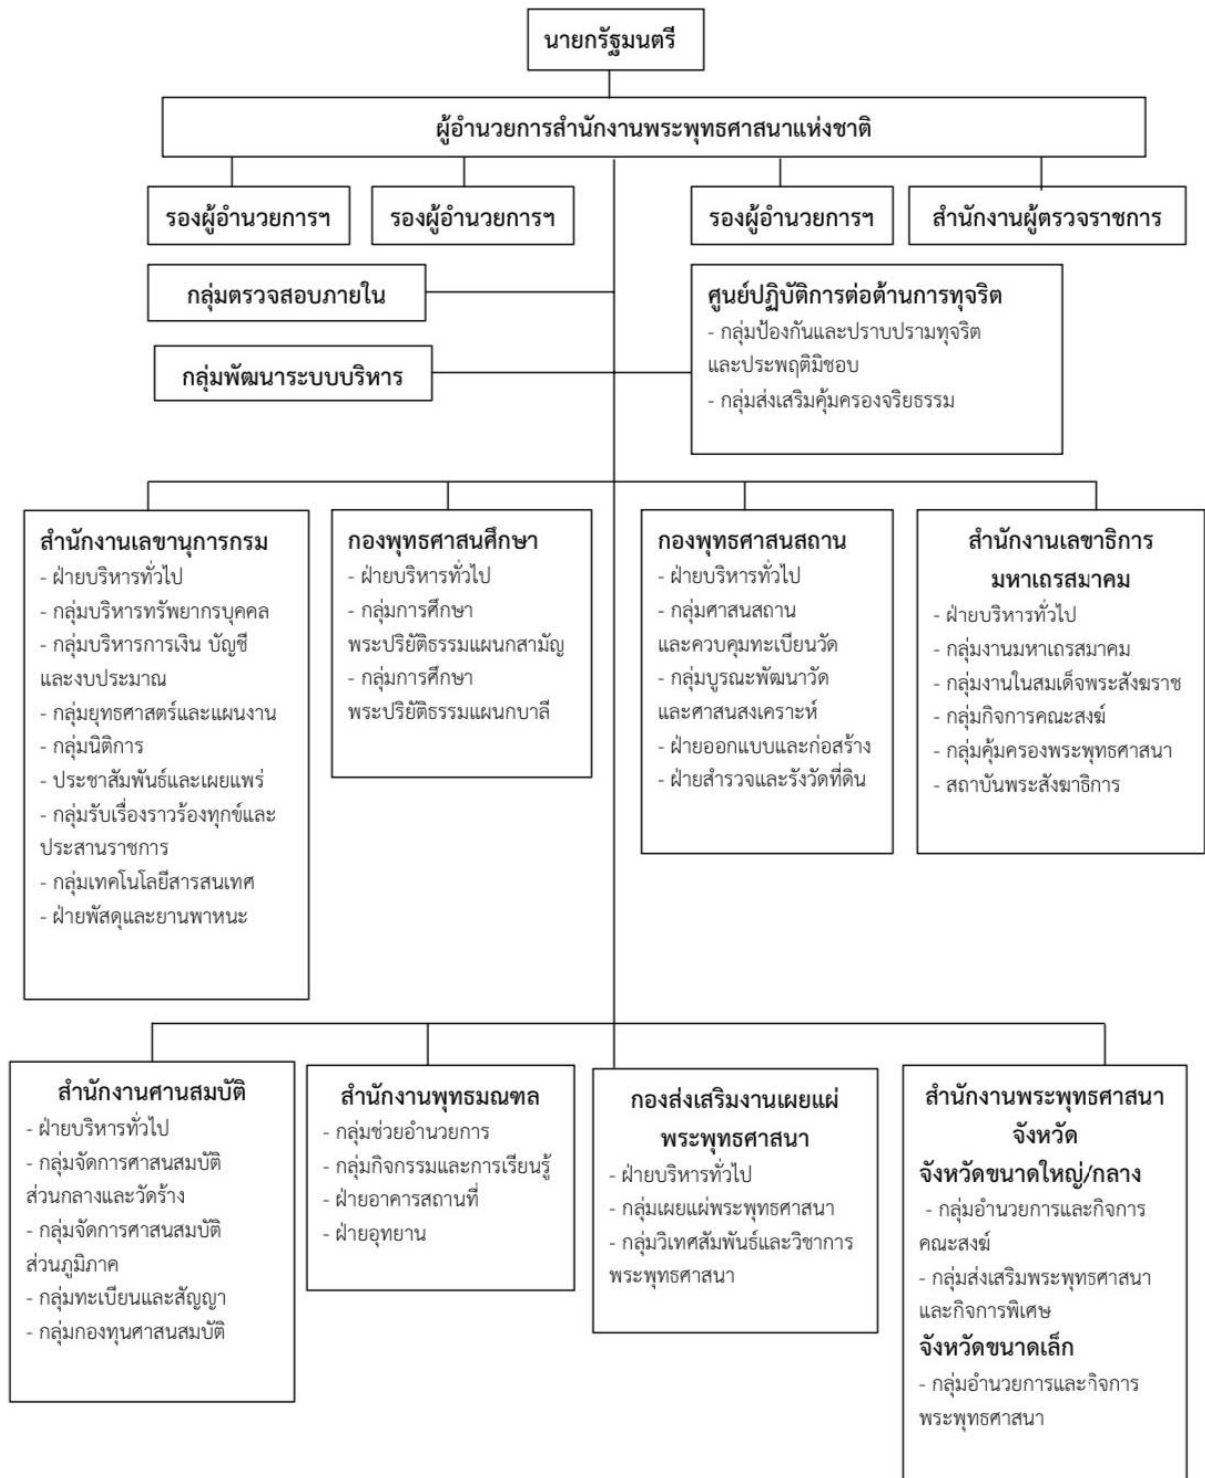 นายกรัฐมนตรี
ผู้อำนวยการสำนักงานพระพุทธศาสนาแห่งชาติ
รองผู้อำนวยการฯ
รองผู้อำนวยการฯ
รองผู้อำนวยการฯ
สำนักงานผู้ตรวจราชการ
กลุ่มตรวจสอบภายใน
กลุ่มพัฒนาระบบบริหาร
ศูนย์ปฏิบัติการต่อต้านการทุจริต
- กลุ่มป้องกันและปราบปรามทุจริต
และประพฤติมิชอบ
- กลุ่มส่งเสริมคุ้มครองจริยธรรม
สำนักงานเลขานุการกรม
- ฝ่ายบริหารทั่วไป
- กลุ่มบริหารทรัพยากรบุคคล
- กลุ่มบริหารการเงิน บัญชี
และงบประมาณ
- กลุ่มยุทธศาสตร์และแผนงาน
- กลุ่มนิติการ
- ประชาสัมพันธ์และเผยแพร่
- กลุ่มรับเรื่องราวร้องทุกข์และ
ประสานราชการ
- กลุ่มเทคโนโลยีสารสนเทศ
- ฝ่ายพัสดุและยานพาหนะ
กองพุทธศาสนศึกษา
- ฝ่ายบริหารทั่วไป
- กลุ่มการศึกษา
พระปริยัติธรรมแผนกสามัญ
- กลุ่มการศึกษา
พระปริยัติธรรมแผนกบาลี
กองพุทธศาสนสถาน
- ฝ่ายบริหารทั่วไป
- กลุ่มศาสนสถาน
และควบคุมทะเบียนวัด
- กลุ่มบูรณะพัฒนาวัด
และศาสนสงเคราะห์
- ฝ่ายออกแบบและก่อสร้าง
- ฝ่ายสำรวจและรังวัดที่ดิน
สำนักงานเลขาธิการ
มหาเถรสมาคม
- ฝ่ายบริหารทั่วไป
- กลุ่มงานมหาเถรสมาคม
- กลุ่มงานในสมเด็จพระสังฆราช
- กลุ่มกิจการคณะสงฆ์
- กลุ่มคุ้มครองพระพุทธศาสนา
- สถาบันพระสังฆาธิการ
สำนักงานศานสมบัติ
- ฝ่ายบริหารทั่วไป
- กลุ่มจัดการศาสนสมบัติ
ส่วนกลางและวัดร้าง
- กลุ่มจัดการศาสนสมบัติ
ส่วนภูมิภาค
- กลุ่มทะเบียนและสัญญา
- กลุ่มกองทุนศาสนสมบัติ
สำนักงานพุทธมณฑล
- กลุ่มช่วยอำนวยการ
- กลุ่มกิจกรรมและการเรียนรู้
- ฝ่ายอาคารสถานที่
- ฝ่ายอุทยาน
กองส่งเสริมงานเผยแผ่
พระพุทธศาสนา
- ฝ่ายบริหารทั่วไป
- กลุ่มเผยแผ่พระพุทธศาสนา
- กลุ่มวิเทศสัมพันธ์และวิชาการ
พระพุทธศาสนา
สำนักงานพระพุทธศาสนา
จังหวัด
จังหวัดขนาดใหญ่/กลาง
- กลุ่มอำนวยการและกิจการ
คณะสงฆ์
- กลุ่มส่งเสริมพระพุทธศาสนา
และกิจการพิเศษ
จังหวัดขนาดเล็ก
- กลุ่มอำนวยการและกิจการ
พระพุทธศาสนา